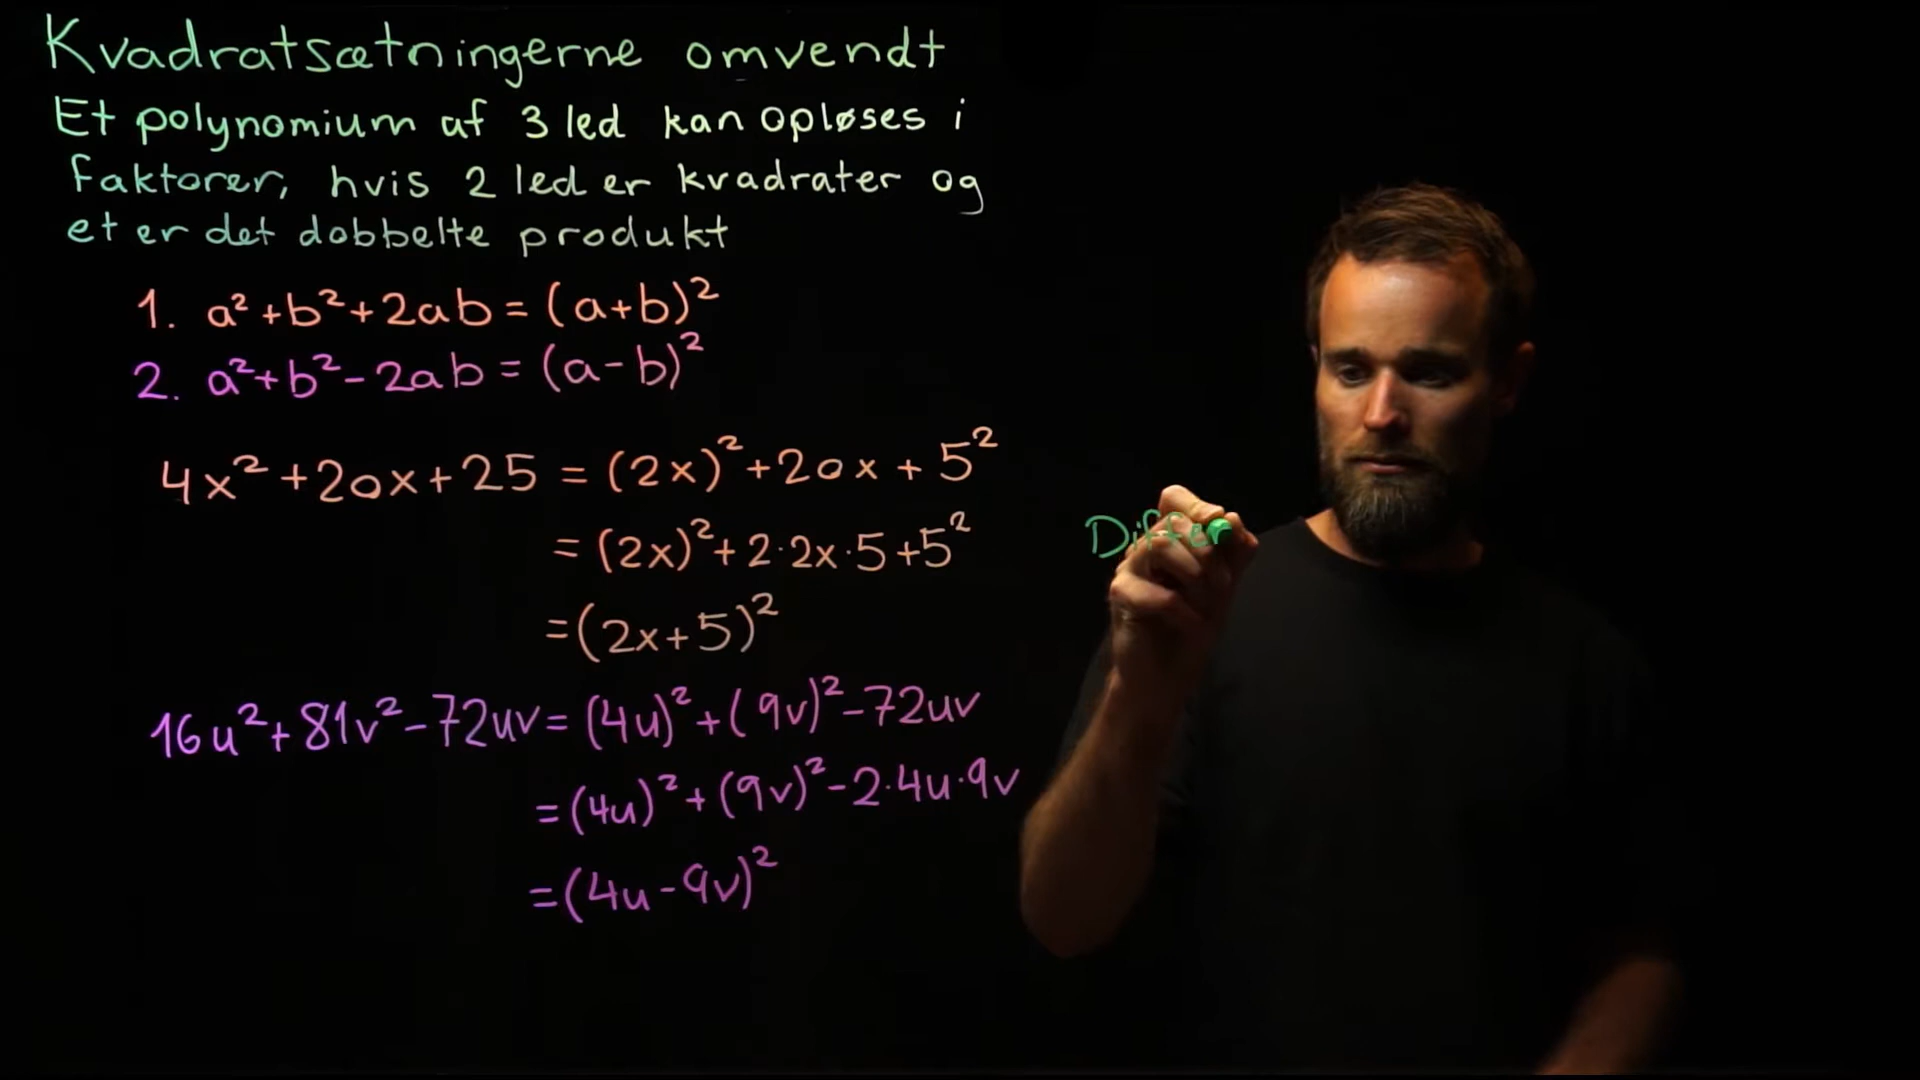 Kvadratsætningerne omvendt
Et polynomium af 3 led kan opløses i
faktorer, hvis 2 led er kvadrater og
et er det dobbelte produkt
1. a²+b²+2ab=(a+b)²
2. a²+b²-2ab=(a-b)²
4x²+20x+25=(2x)²+20x+5²
=(2x)²+2·2x·5+5²
=(2x+5)²
16u²+81v²-72uv=(4u)²+(9v)²-72uv
=(4u)²+(9v)²-2·4u·9v
=(4u-9v)²
Differ